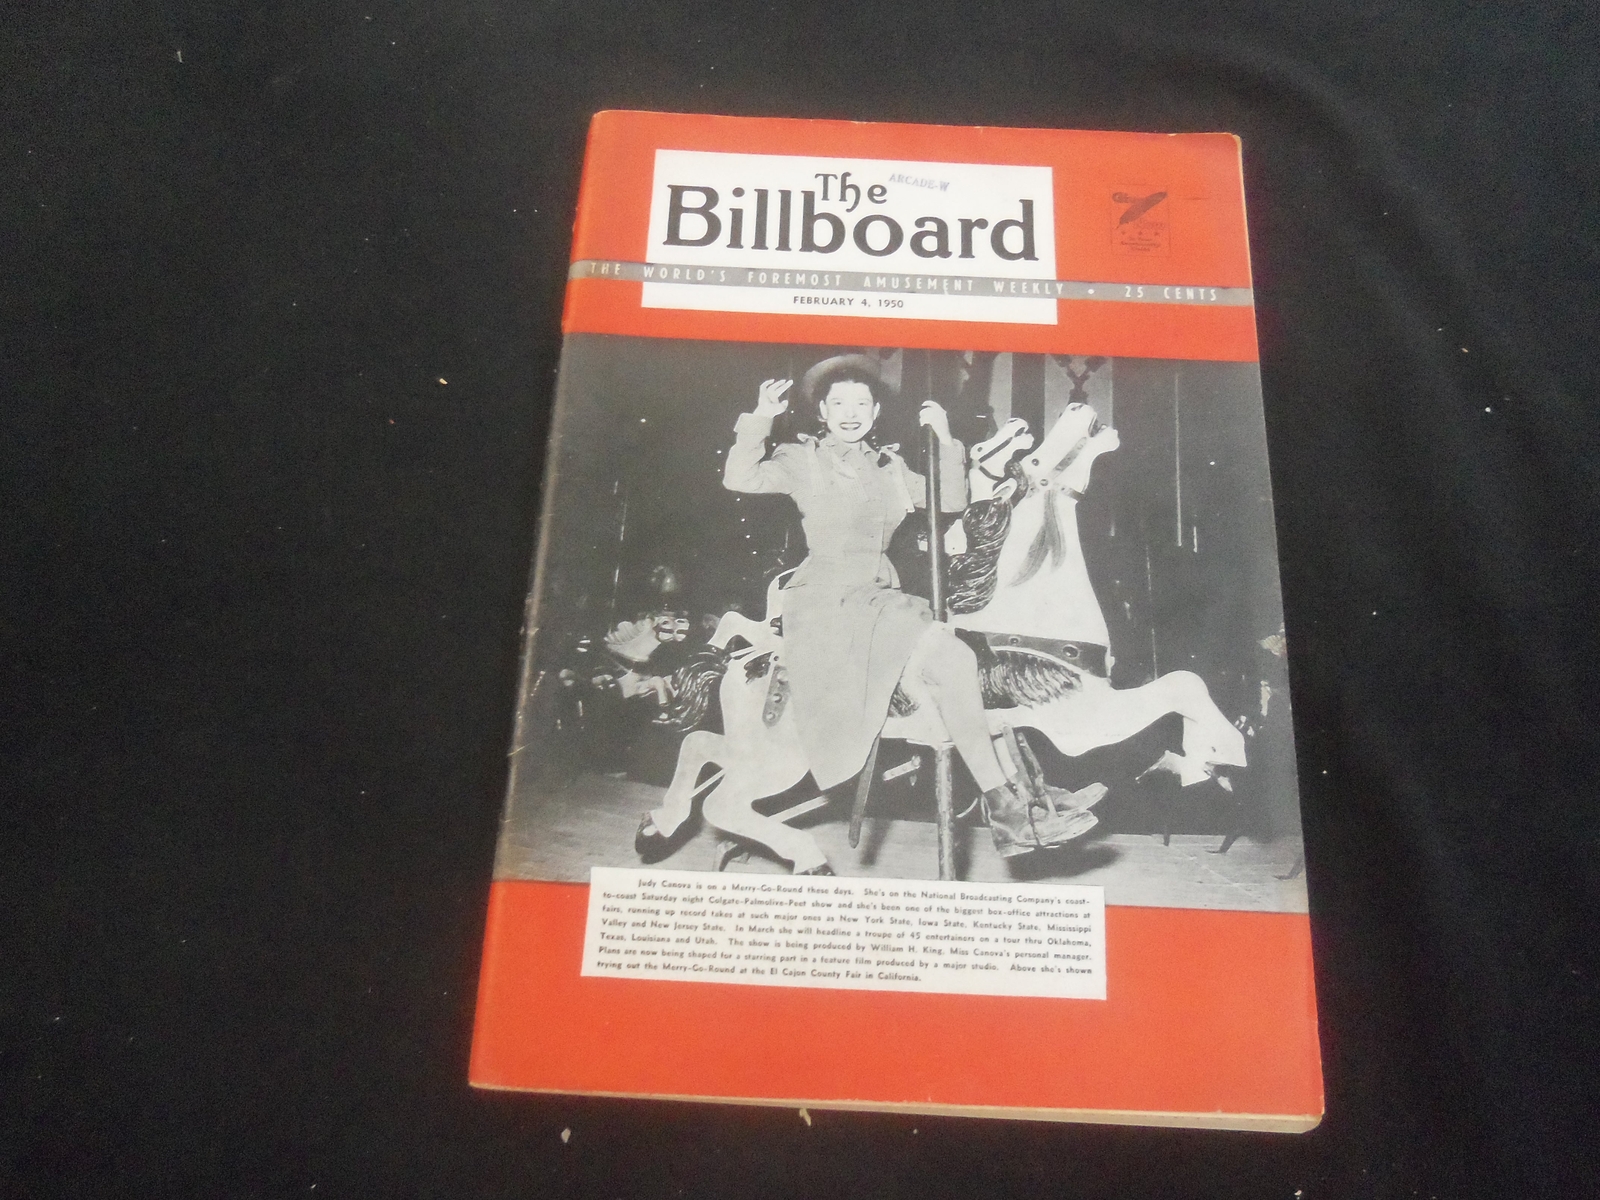 The
ARCADE-W
Billboard
THE WORLD'S FOREMOST AMUSEMENT WEEKLY • 25 CENTS
FEBRUARY 4, 1950
Judy Canova is on a Merry-Go-Round these days. She's on the National Broadcasting Company's coast-
to-coast Saturday night Colgate-Palmolive-Peet show and she's been one of the biggest box-office attractions at
fairs, running up record takes at such major ones as New York State, Iowa State, Kentucky State, Mississippi
Valley and New Jersey State. In March she will headline a troupe of 45 entertainers on a tour thru Oklahoma,
Texas, Louisiana and Utah. The show is being produced by William H. King, Miss Canova's personal manager.
Plans are now being shaped for a starring part in a feature film produced by a major studio. Above she's shown
trying out the Merry-Go-Round at the El Cajon County Fair in California.